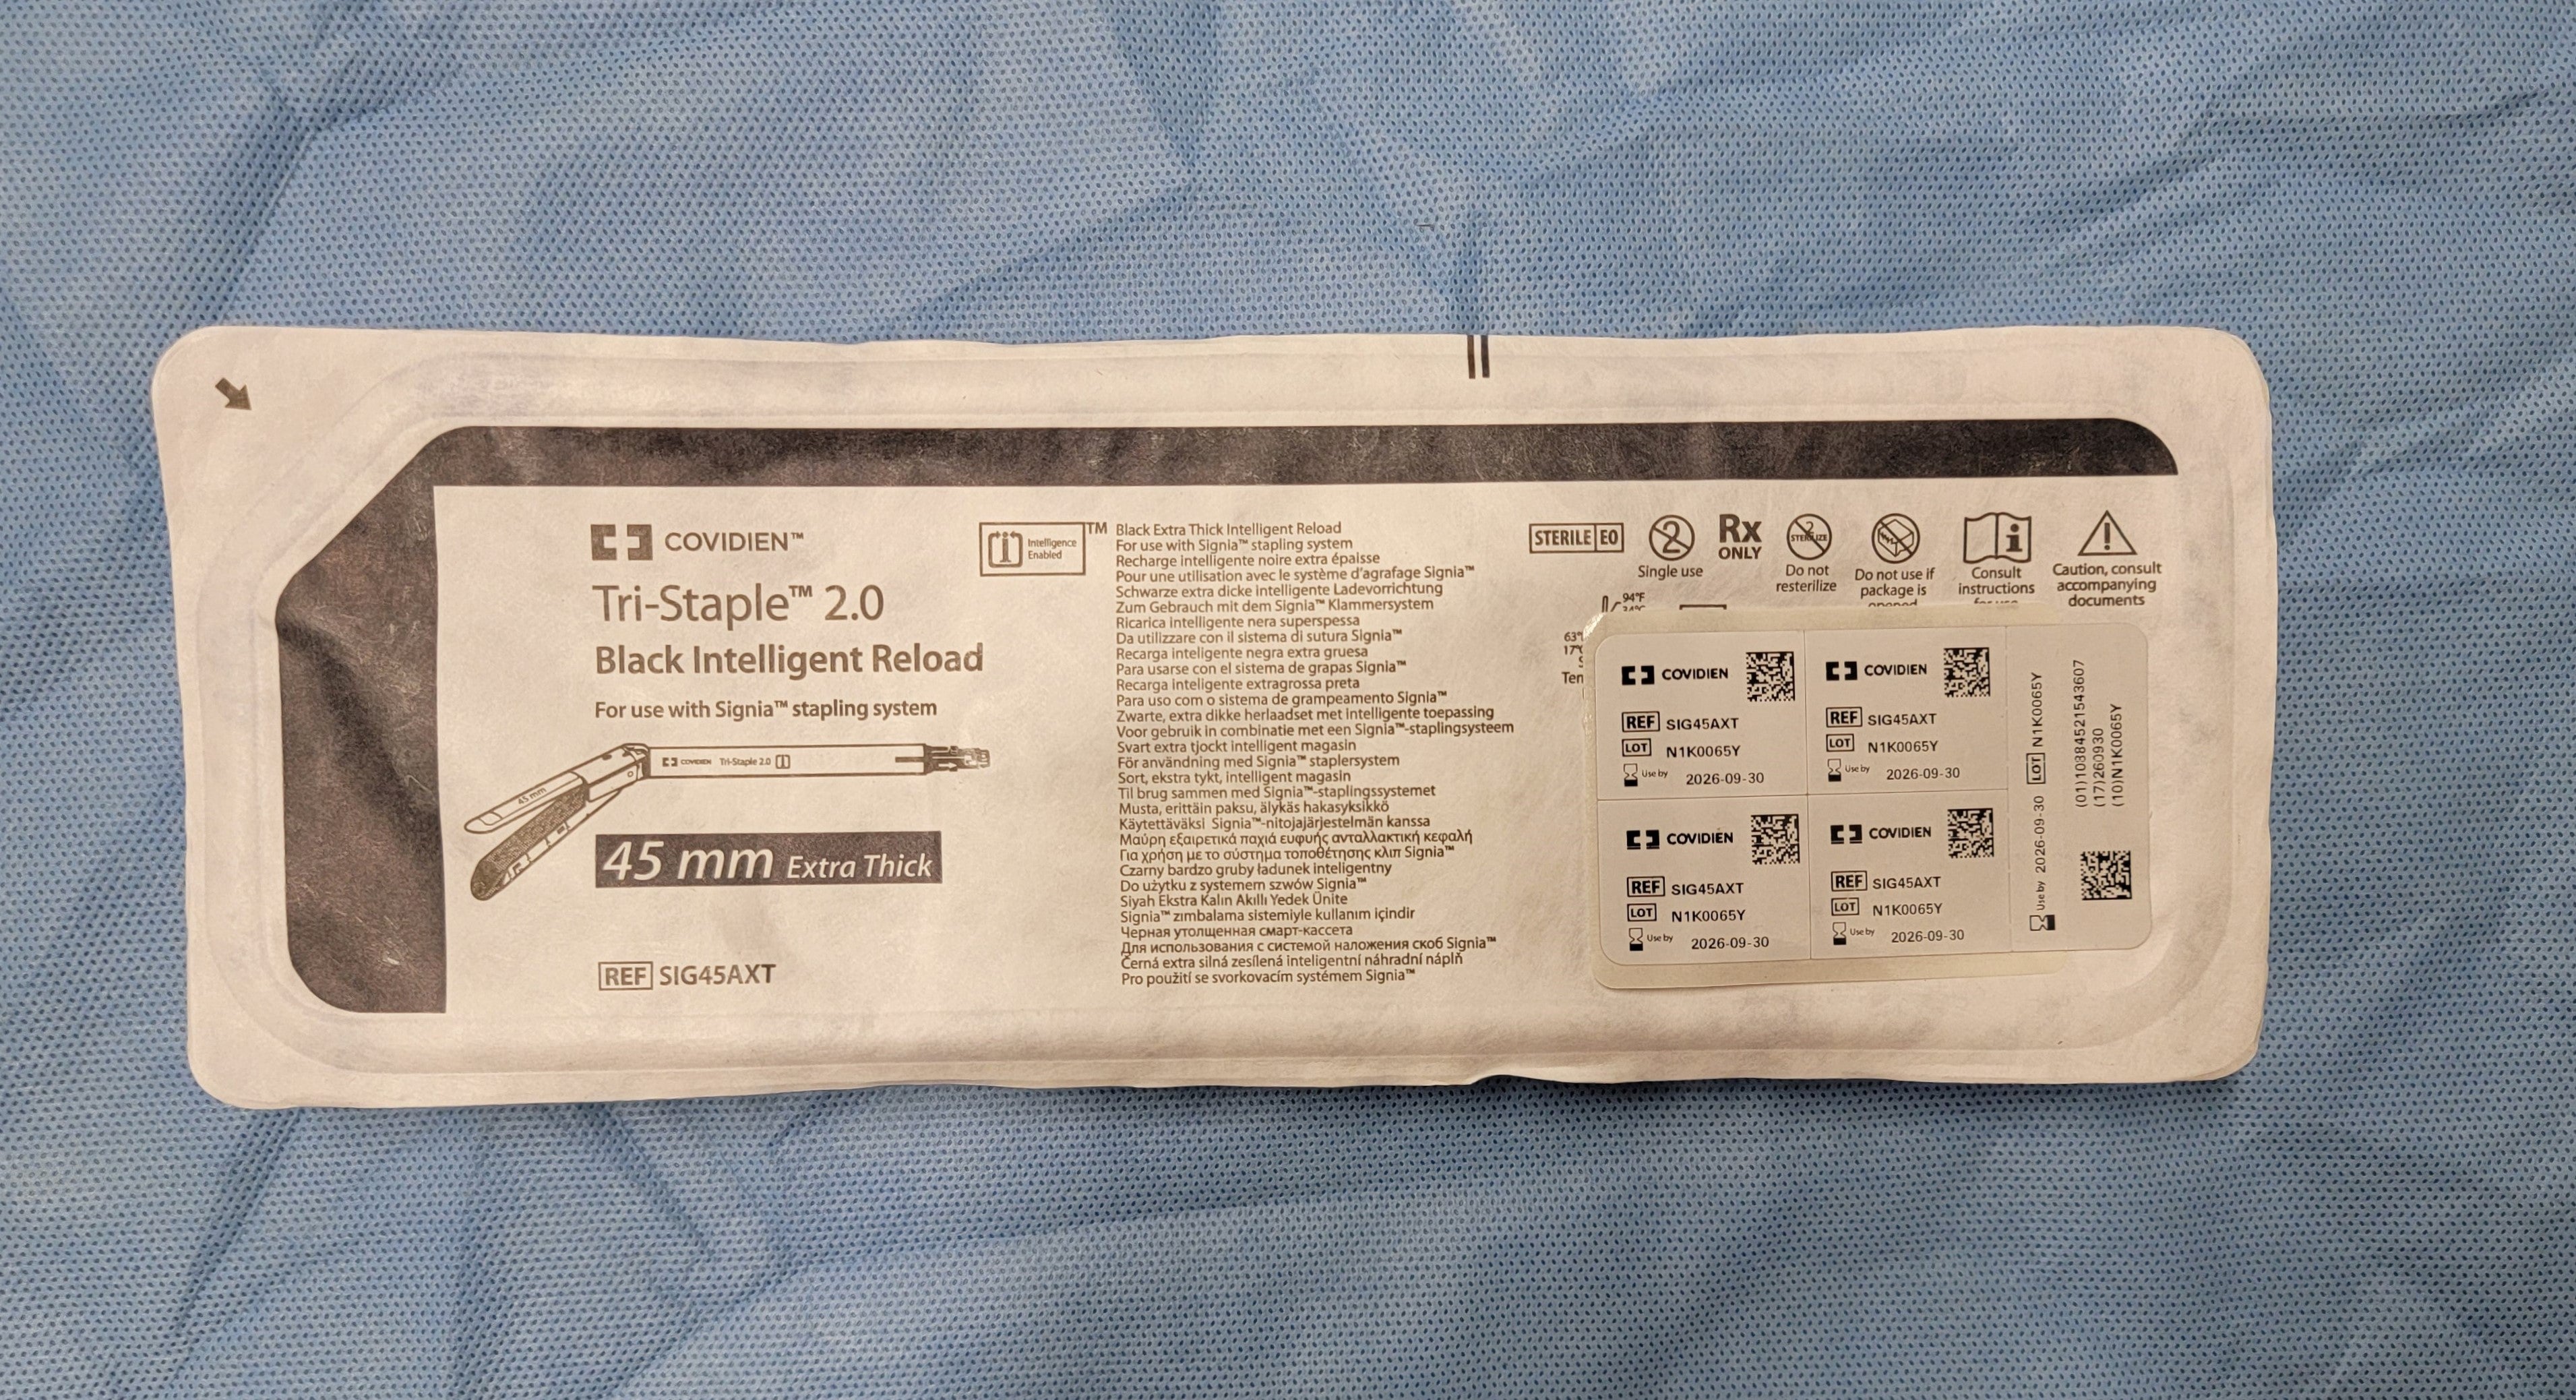 COVIDIEN™
Tri-Staple™ 2.0
Black Intelligent Reload
For use with Signia™ stapling system
COVIDIEN Tri-Staple 2.0
45 mm
45 mm Extra Thick
REF SIG45AXT
Intelligence
Enabled
TM
Black Extra Thick Intelligent Reload
For use with Signia™ stapling system
Recharge intelligente noire extra épaisse
Pour une utilisation avec le système d'agrafage Signia™
Schwarze extra dicke intelligente Ladevorrichtung
Zum Gebrauch mit dem Signia™ Klammersystem
Ricarica intelligente nera superspessa
Da utilizzare con il sistema di sutura Signia™
Recarga inteligente negra extra gruesa
Para usarse con el sistema de grapas Signia™
Recarga inteligente extragrossa preta
Para uso com o sistema de grampeamento Signia™
Zwarte, extra dikke herlaadset met intelligente toepassing
Voor gebruik in combinatie met een Signia™-staplingsysteem
Svart extra tjockt intelligent magasin
För användning med Signia™ staplersystem
Sort, ekstra tykt, intelligent magasin
Til brug sammen med Signia™-staplingssystemet
Musta, erittäin paksu, älykäs hakasyksikkö
Käytettäväksi Signia™-nitojajärjestelmän kanssa
Μαύρη εξαιρετικά παχιά ευφυής ανταλλακτική κεφαλή
Για χρήση με το σύστημα τοποθέτησης κλιπ Signia™
Czarny bardzo gruby ładunek inteligentny
Do użytku z systemem szwów Signia™
Siyah Ekstra Kalın Akıllı Yedek Ünite
Signia™ zımbalama sistemiyle kullanım içindir
Черная утолщенная смарт-кассета
Для использования с системой наложения скоб Signia™
Černá extra silná zesílená inteligentní náhradní náplň
Pro použití se svorkovacím systémem Signia™
STERILE EO
2
Single use
Rx
ONLY
2
STERILIZE
Do not
resterilize
Do not use if
package is
opened
Consult
instructions
for use
Caution, consult
accompanying
documents
94°F
34°C
63°F
17°C
COVIDIEN
REF SIG45AXT
LOT N1K0065Y
Use by 2026-09-30
COVIDIEN
REF SIG45AXT
LOT N1K0065Y
Use by 2026-09-30
COVIDIEN
REF SIG45AXT
LOT N1K0065Y
Use by 2026-09-30
COVIDIEN
REF SIG45AXT
LOT N1K0065Y
Use by 2026-09-30
Use by 2026-09-30 LOT N1K0065Y
(01)10884521543607
(17)260930
(10)N1K0065Y